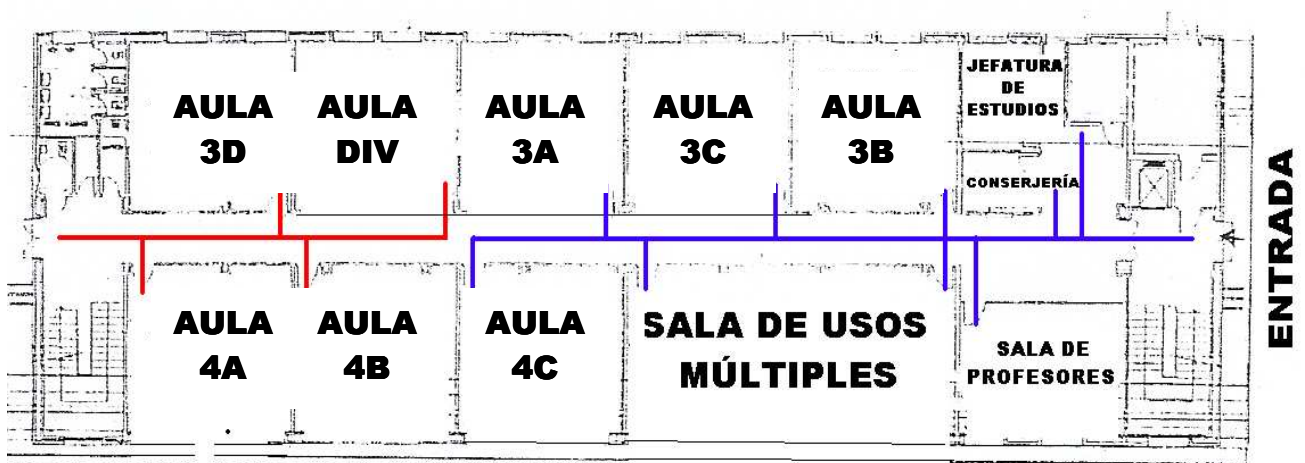 AULA
3D
AULA
DIV
AULA
3A
AULA
3C
AULA
3B
JEFATURA
DE
ESTUDIOS
CONSERJERÍA
ENTRADA
AULA
4A
AULA
4B
AULA
4C
SALA DE USOS
MÚLTIPLES
SALA DE
PROFESORES